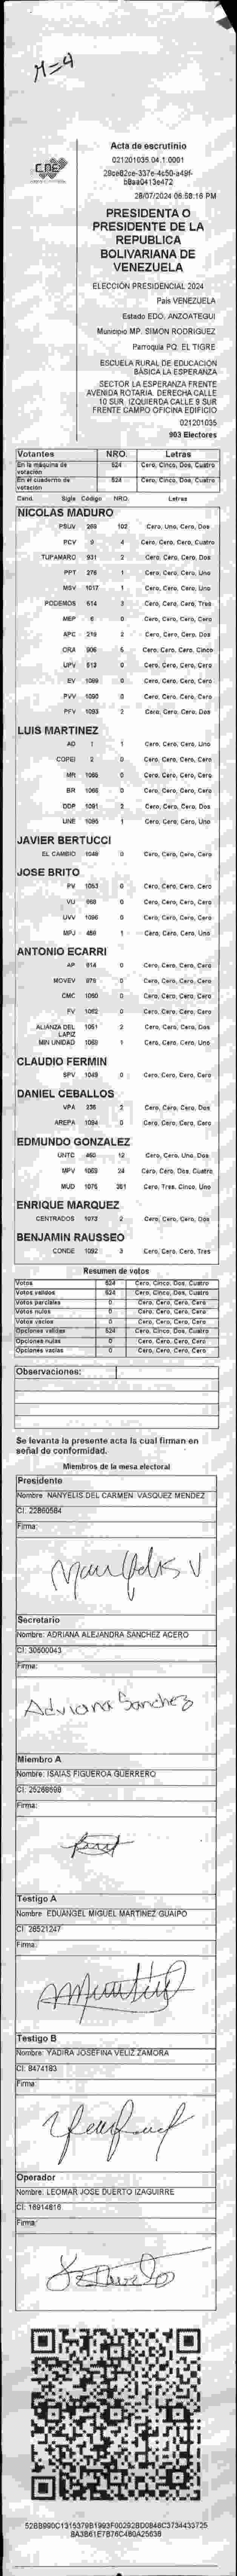 M=4
CNE
Acta de escrutinio
021201035.04.1.0001
28/07/2024 06:58:16 PM
PRESIDENTA O
PRESIDENTE DE LA
REPUBLICA
BOLIVARIANA DE
VENEZUELA
ELECCIÓN PRESIDENCIAL 2024
País VENEZUELA
Estado EDO. ANZOATEGUI
Municipio MP. SIMON RODRIGUEZ
Parroquia PQ. EL TIGRE
ESCUELA RURAL DE EDUCACIÓN
BÁSICA LA ESPERANZA
SECTOR LA ESPERANZA FRENTE
AVENIDA ROTARIA. DERECHA CALLE
10 SUR. IZQUIERDA CALLE 9 SUR
FRENTE CAMPO OFICINA EDIFICIO
021201035
903 Electores
Votantes NRO. Letras
En la máquina de votación 524 Cero, Cinco, Dos, Cuatro
En el cuaderno de votación 524 Cero, Cinco, Dos, Cuatro
Cand. Sigla Código NRO. Letras
NICOLAS MADURO
PSUV 269 102 Cero, Uno, Cero, Dos
PCV 9 4 Cero, Cero, Cero, Cuatro
TUPAMARO 931 2 Cero, Cero, Cero, Dos
PPT 276 1 Cero, Cero, Cero, Uno
MSV 1017 1 Cero, Cero, Cero, Uno
PODEMOS 614 3 Cero, Cero, Cero, Tres
MEP 6 0 Cero, Cero, Cero, Cero
APC 219 2 Cero, Cero, Cero, Dos
ORA 906 5 Cero, Cero, Cero, Cinco
UPV 513 0 Cero, Cero, Cero, Cero
EV 1089 0 Cero, Cero, Cero, Cero
PVV 1090 0 Cero, Cero, Cero, Cero
PFV 1093 2 Cero, Cero, Cero, Dos
LUIS MARTINEZ
AD 1 1 Cero, Cero, Cero, Uno
COPEI 2 0 Cero, Cero, Cero, Cero
MR 1069 0 Cero, Cero, Cero, Cero
BR 1066 0 Cero, Cero, Cero, Cero
DDP 1091 2 Cero, Cero, Cero, Dos
UNE 1095 1 Cero, Cero, Cero, Uno
JAVIER BERTUCCI
EL CAMBIO 1048 0 Cero, Cero, Cero, Cero
JOSE BRITO
PV 1053 0 Cero, Cero, Cero, Cero
VU 968 0 Cero, Cero, Cero, Cero
UVV 1096 0 Cero, Cero, Cero, Cero
MPJ 456 1 Cero, Cero, Cero, Uno
ANTONIO ECARRI
AP 914 0 Cero, Cero, Cero, Cero
MOVEV 978 0 Cero, Cero, Cero, Cero
CMC 1060 0 Cero, Cero, Cero, Cero
FV 1062 0 Cero, Cero, Cero, Cero
ALIANZA DEL LAPIZ 1051 2 Cero, Cero, Cero, Dos
MIN UNIDAD 1068 1 Cero, Cero, Cero, Uno
CLAUDIO FERMIN
SPV 1049 0 Cero, Cero, Cero, Cero
DANIEL CEBALLOS
VPA 236 2 Cero, Cero, Cero, Dos
AREPA 1094 0 Cero, Cero, Cero, Cero
EDMUNDO GONZALEZ
UNTC 460 12 Cero, Cero, Uno, Dos
MPV 1069 24 Cero, Cero, Dos, Cuatro
MUD 1075 351 Cero, Tres, Cinco, Uno
ENRIQUE MARQUEZ
CENTRADOS 1073 2 Cero, Cero, Cero, Dos
BENJAMIN RAUSSEO
CONDE 1092 3 Cero, Cero, Cero, Tres
Resumen de votos
Votos 524 Cero, Cinco, Dos, Cuatro
Votos validos 524 Cero, Cinco, Dos, Cuatro
Votos parciales 0 Cero, Cero, Cero, Cero
Votos nulos 0 Cero, Cero, Cero, Cero
Votos vacios 0 Cero, Cero, Cero, Cero
Opciones validas 524 Cero, Cinco, Dos, Cuatro
Opciones nulas 0 Cero, Cero, Cero, Cero
Opciones vacias 0 Cero, Cero, Cero, Cero
Observaciones:
Se levanta la presente acta la cual firman en
señal de conformidad.
Miembros de la mesa electoral
Presidente
Nombre: NANYELIS DEL CARMEN VASQUEZ MENDEZ
CI: 22860584
Firma:
Secretario
Nombre: ADRIANA ALEJANDRA SANCHEZ ACERO
CI: 30600043
Firma:
Adriana Sanchez
Miembro A
Nombre: ISAIAS FIGUEROA GUERRERO
CI: 25268698
Firma:
Testigo A
Nombre: EDUANGEL MIGUEL MARTINEZ GUAIPO
CI: 26521247
Firma:
Testigo B
Nombre: YADIRA JOSEFINA VELIZ ZAMORA
CI: 8474183
Firma:
Operador
Nombre: LEOMAR JOSE DUERTO IZAGUIRRE
CI: 16914816
Firma: